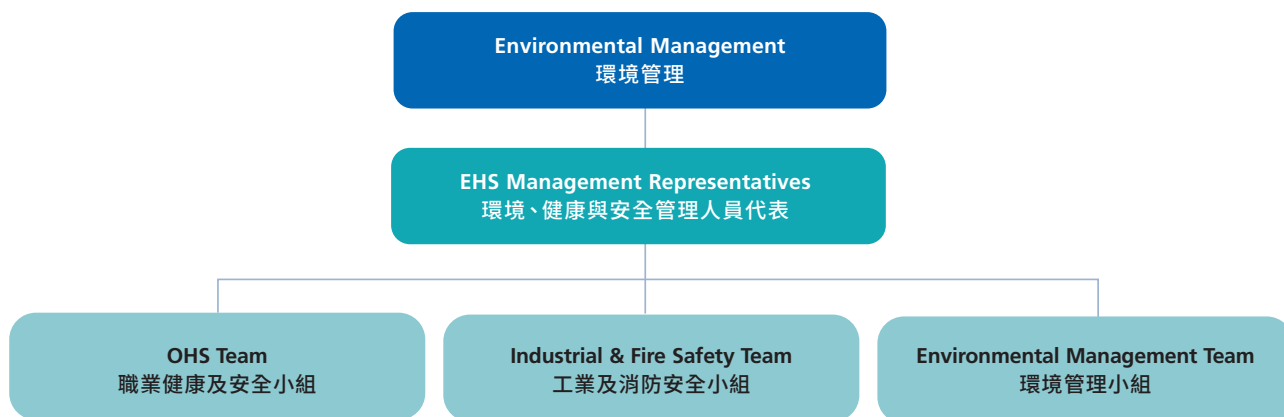 Environmental Management
環境管理
EHS Management Representatives
環境、健康與安全管理人員代表
OHS Team
職業健康及安全小組
Industrial & Fire Safety Team
工業及消防安全小組
Environmental Management Team
環境管理小組